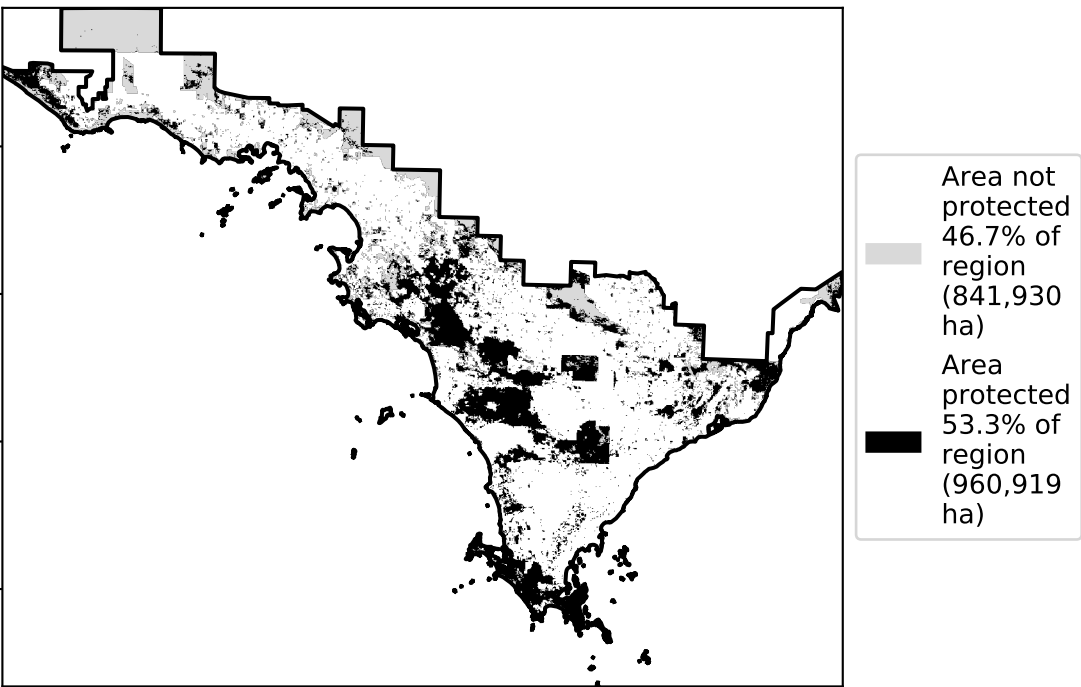 Area not
protected
46.7% of
region
(841,930
ha)
Area
protected
53.3% of
region
(960,919
ha)